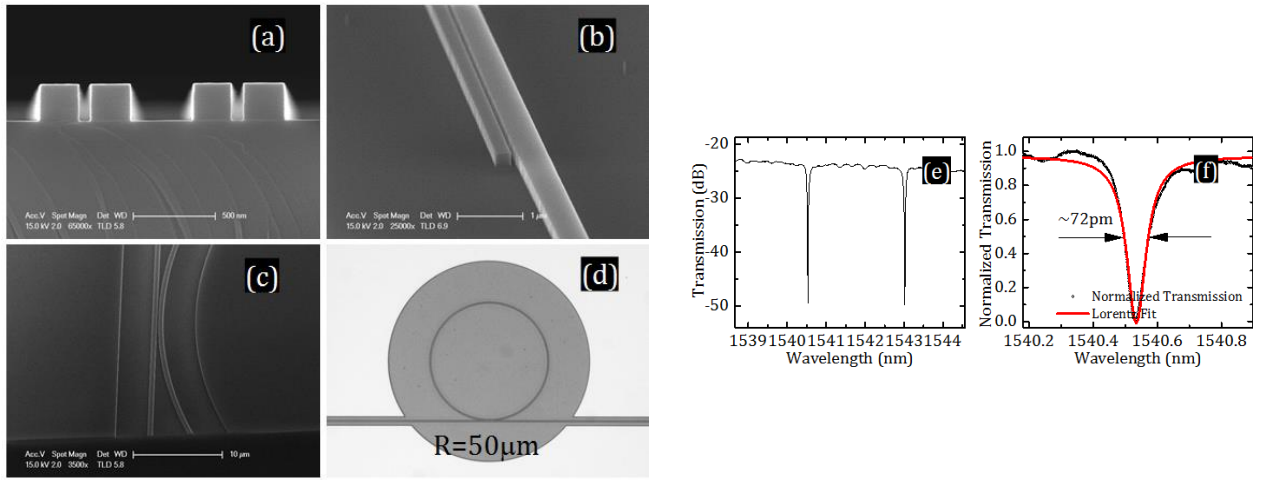 (a)
Acc.V Spot Magn Det WD 500 nm
15.0 kV 2.0 65000x TLD 5.8
(b)
Acc.V Spot Magn Det WD 1 µm
15.0 kV 2.0 25000x TLD 6.9
(c)
Acc.V Spot Magn Det WD 10 µm
15.0 kV 2.0 3500x TLD 5.8
(d)
R=50µm
(e)
Transmission (dB)
-20
-30
-40
-50
1539 1540 1541 1542 1543 1544
Wavelength (nm)
(f)
Normalized Transmission
1.0
0.8
0.6
0.4
0.2
0.0
~72pm
Normalized Transmission
Lorentz Fit
1540.2 1540.4 1540.6 1540.8
Wavelength (nm)